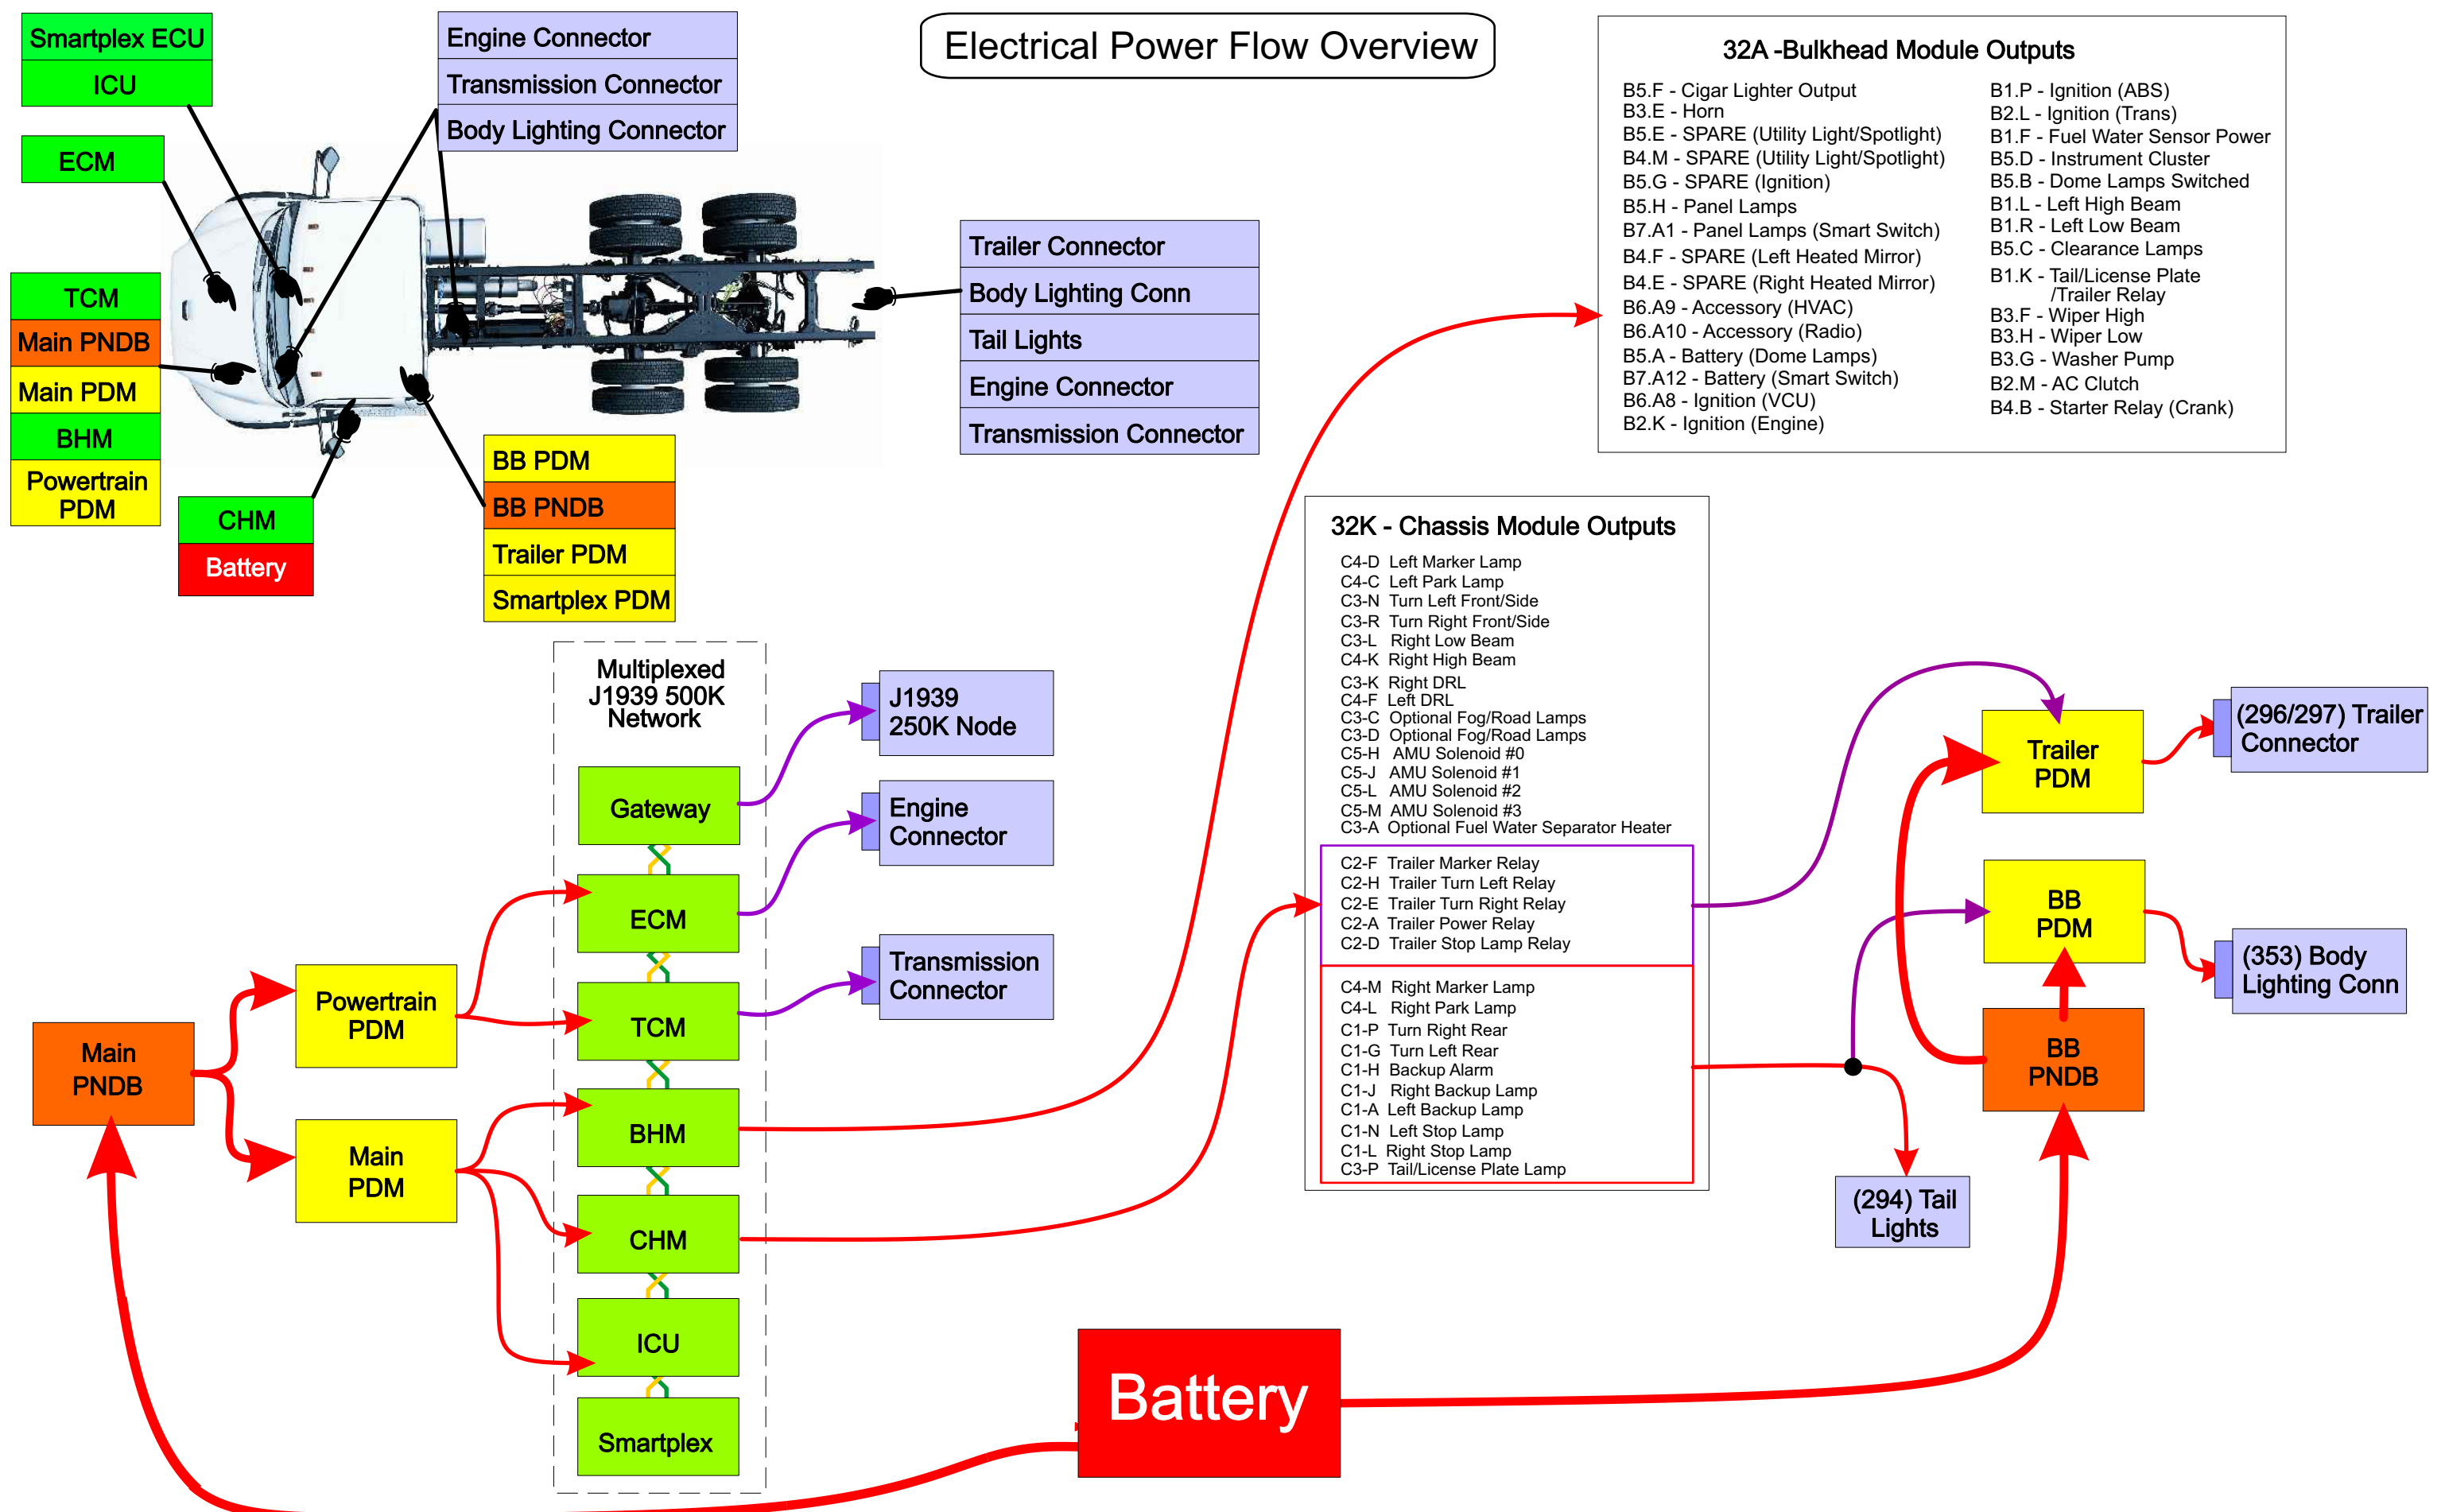 Electrical Power Flow Overview
Smartplex ECU
ICU
ECM
Engine Connector
Transmission Connector
Body Lighting Connector
TCM
Main PNDB
Main PDM
BHM
Powertrain
PDM
CHM
Battery
BB PDM
BB PNDB
Trailer PDM
Smartplex PDM
Trailer Connector
Body Lighting Conn
Tail Lights
Engine Connector
Transmission Connector
32A -Bulkhead Module Outputs
B5.F - Cigar Lighter Output
B3.E - Horn
B5.E - SPARE (Utility Light/Spotlight)
B4.M - SPARE (Utility Light/Spotlight)
B5.G - SPARE (Ignition)
B5.H - Panel Lamps
B7.A1 - Panel Lamps (Smart Switch)
B4.F - SPARE (Left Heated Mirror)
B4.E - SPARE (Right Heated Mirror)
B6.A9 - Accessory (HVAC)
B6.A10 - Accessory (Radio)
B5.A - Battery (Dome Lamps)
B7.A12 - Battery (Smart Switch)
B6.A8 - Ignition (VCU)
B2.K - Ignition (Engine)
B1.P - Ignition (ABS)
B2.L - Ignition (Trans)
B1.F - Fuel Water Sensor Power
B5.D - Instrument Cluster
B5.B - Dome Lamps Switched
B1.L - Left High Beam
B1.R - Left Low Beam
B5.C - Clearance Lamps
B1.K - Tail/License Plate
/Trailer Relay
B3.F - Wiper High
B3.H - Wiper Low
B3.G - Washer Pump
B2.M - AC Clutch
B4.B - Starter Relay (Crank)
32K - Chassis Module Outputs
C4-D Left Marker Lamp
C4-C Left Park Lamp
C3-N Turn Left Front/Side
C3-R Turn Right Front/Side
C3-L Right Low Beam
C4-K Right High Beam
C3-K Right DRL
C4-F Left DRL
C3-C Optional Fog/Road Lamps
C3-D Optional Fog/Road Lamps
C5-H AMU Solenoid #0
C5-J AMU Solenoid #1
C5-L AMU Solenoid #2
C5-M AMU Solenoid #3
C3-A Optional Fuel Water Separator Heater
C2-F Trailer Marker Relay
C2-H Trailer Turn Left Relay
C2-E Trailer Turn Right Relay
C2-A Trailer Power Relay
C2-D Trailer Stop Lamp Relay
C4-M Right Marker Lamp
C4-L Right Park Lamp
C1-P Turn Right Rear
C1-G Turn Left Rear
C1-H Backup Alarm
C1-J Right Backup Lamp
C1-A Left Backup Lamp
C1-N Left Stop Lamp
C1-L Right Stop Lamp
C3-P Tail/License Plate Lamp
Multiplexed
J1939 500K
Network
Gateway
ECM
TCM
BHM
CHM
ICU
Smartplex
J1939
250K Node
Engine
Connector
Transmission
Connector
Main
PNDB
Powertrain
PDM
Main
PDM
Battery
Trailer
PDM
(296/297) Trailer
Connector
BB
PDM
(353) Body
Lighting Conn
BB
PNDB
(294) Tail
Lights